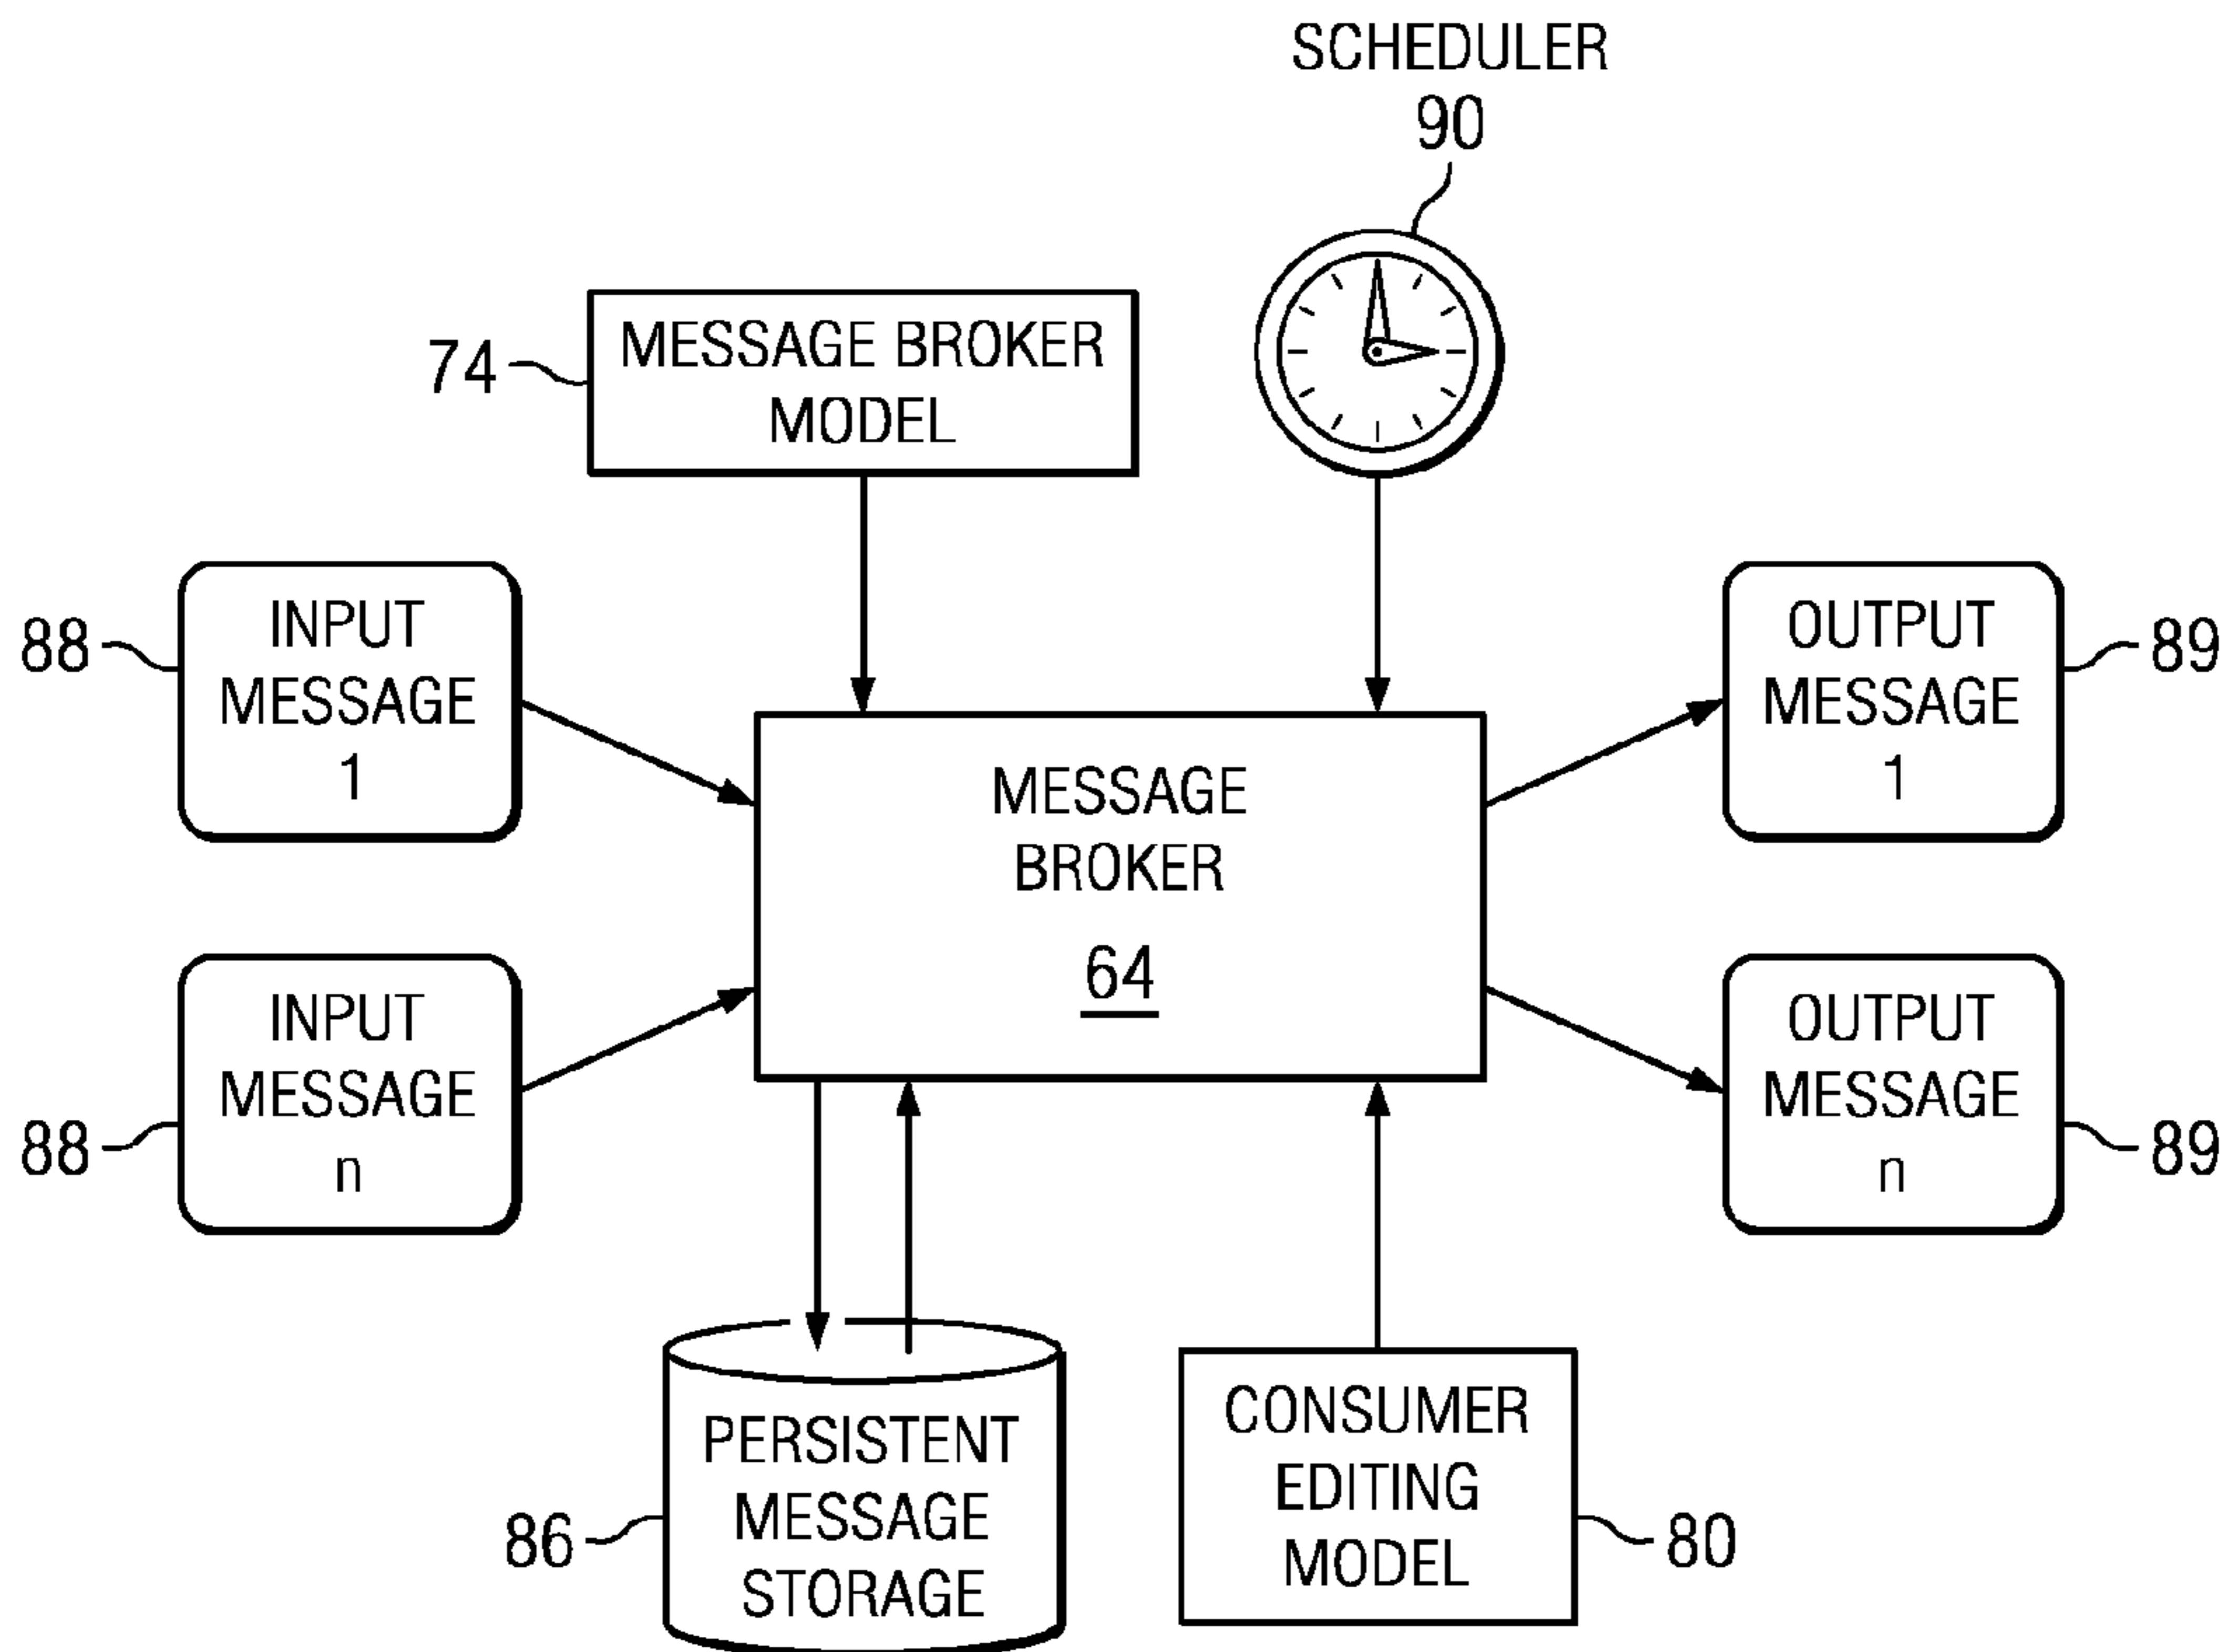 SCHEDULER
90
74
MESSAGE BROKER
MODEL
88
INPUT
MESSAGE
1
OUTPUT
MESSAGE
1
89
MESSAGE
BROKER
64
88
INPUT
MESSAGE
n
OUTPUT
MESSAGE
n
89
86
PERSISTENT
MESSAGE
STORAGE
CONSUMER
EDITING
MODEL
80